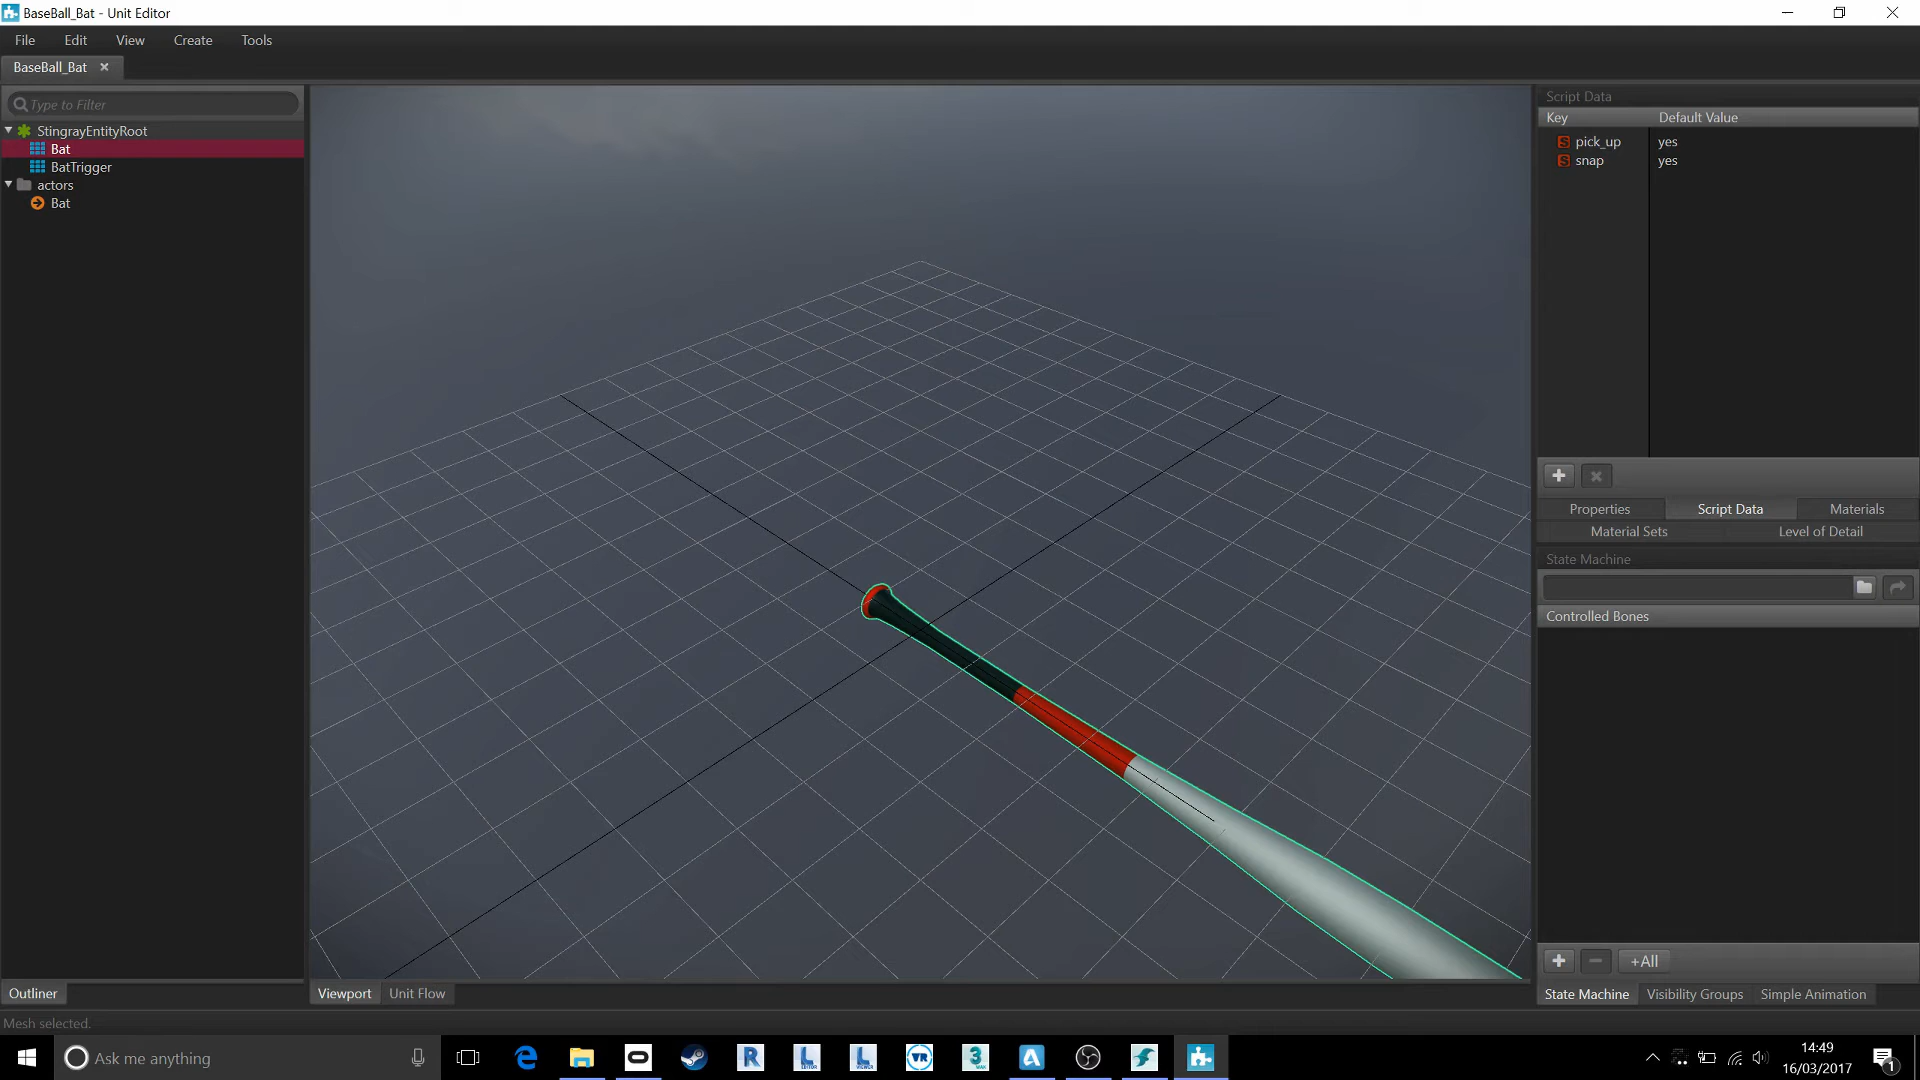 BaseBall_Bat - Unit Editor
File Edit View Create Tools
BaseBall_Bat
Type to Filter
StingrayEntityRoot
Bat
BatTrigger
actors
Bat
Outliner
Viewport Unit Flow
Script Data
Key Default Value
pick_up yes
snap yes
Properties Script Data Materials
Material Sets Level of Detail
State Machine
Controlled Bones
+All
State Machine Visibility Groups Simple Animation
Mesh selected.
Ask me anything
14:49
16/03/2017